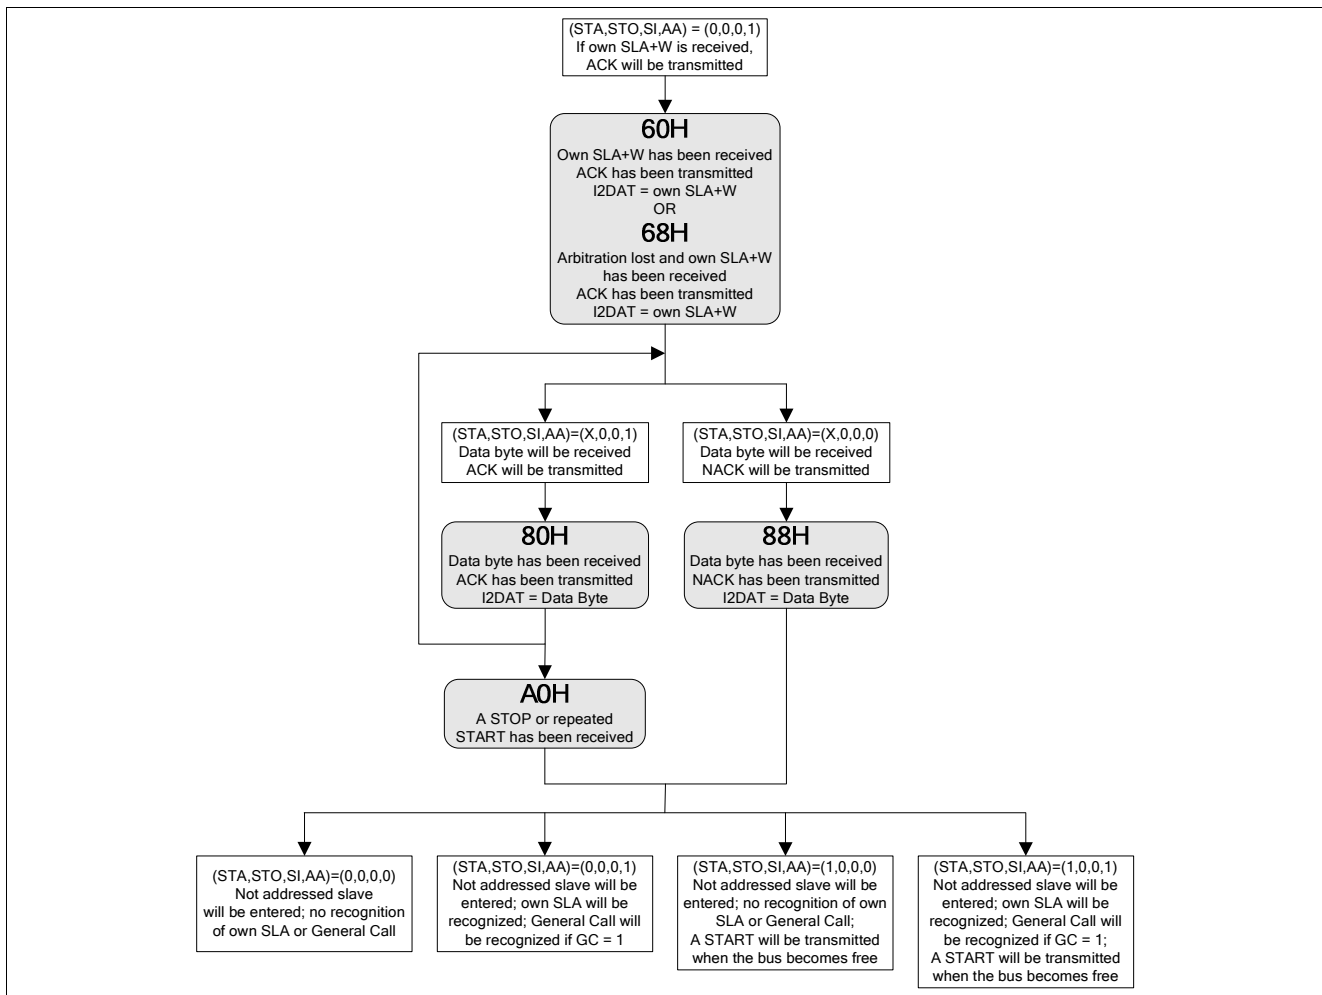 (STA,STO,SI,AA) = (0,0,0,1)
If own SLA+W is received,
ACK will be transmitted
60H
Own SLA+W has been received
ACK has been transmitted
I2DAT = own SLA+W
OR
68H
Arbitration lost and own SLA+W
has been received
ACK has been transmitted
I2DAT = own SLA+W
(STA,STO,SI,AA)=(X,0,0,1)
Data byte will be received
ACK will be transmitted
(STA,STO,SI,AA)=(X,0,0,0)
Data byte will be received
NACK will be transmitted
80H
Data byte has been received
ACK has been transmitted
I2DAT = Data Byte
88H
Data byte has been received
NACK has been transmitted
I2DAT = Data Byte
A0H
A STOP or repeated
START has been received
(STA,STO,SI,AA)=(0,0,0,0)
Not addressed slave
will be entered; no recognition
of own SLA or General Call
(STA,STO,SI,AA)=(0,0,0,1)
Not addressed slave will be
entered; own SLA will be
recognized; General Call will
be recognized if GC = 1
(STA,STO,SI,AA)=(1,0,0,0)
Not addressed slave will be
entered; no recognition of own
SLA or General Call;
A START will be transmitted
when the bus becomes free
(STA,STO,SI,AA)=(1,0,0,1)
Not addressed slave will be
entered; own SLA will be
recognized; General Call will
be recognized if GC = 1;
A START will be transmitted
when the bus becomes free